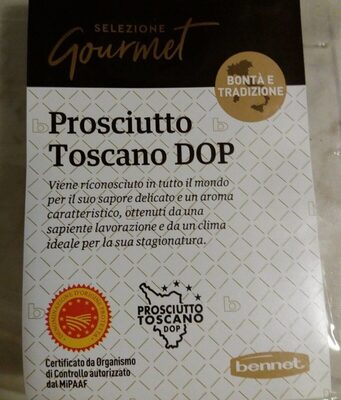 SELEZIONE
Gourmet
BONTÀ E
TRADIZIONE
Prosciutto
Toscano DOP
Viene riconosciuto in tutto il mondo
per il suo sapore delicato e un aroma
caratteristico, ottenuti da una
sapiente lavorazione e da un clima
ideale per la sua stagionatura.
PROSCIUTTO
TOSCANO
DOP
Certificato da Organismo
di Controllo autorizzato
dal MiPAAF
bennet